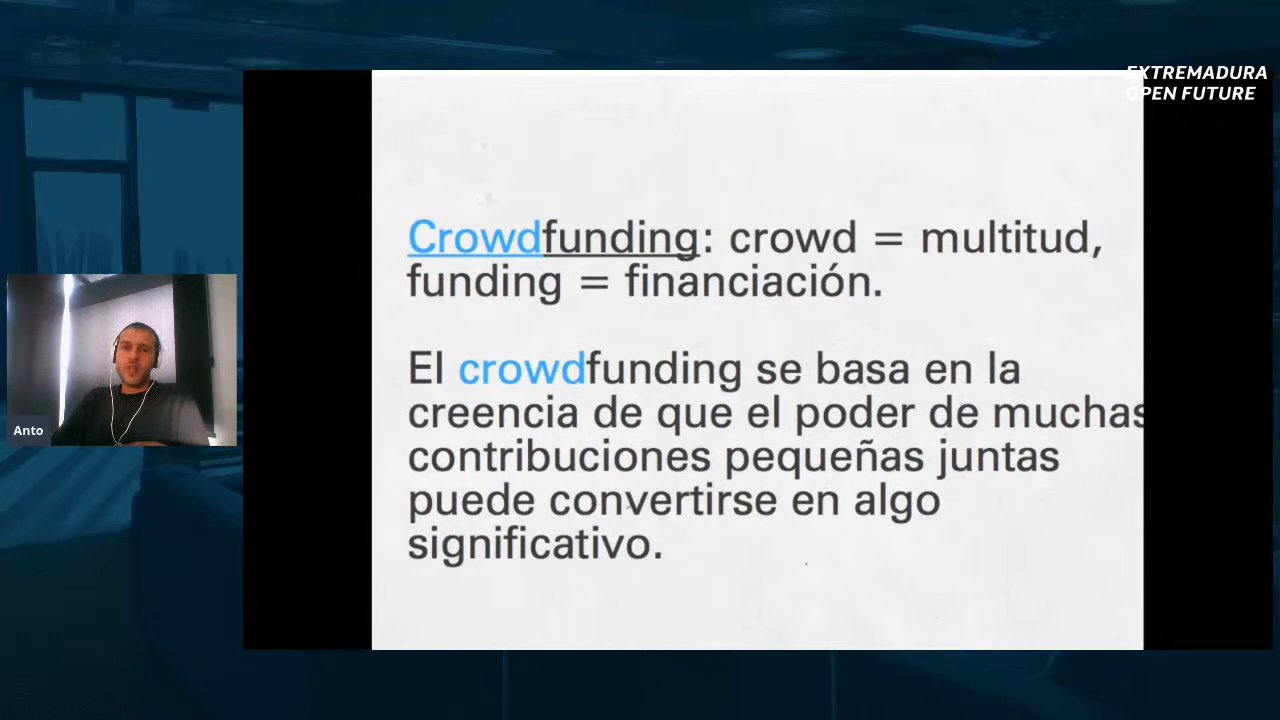 EXTREMADURA
OPEN FUTURE
Crowdfunding: crowd = multitud,
funding = financiación.
El crowdfunding se basa en la
creencia de que el poder de muchas
contribuciones pequeñas juntas
puede convertirse en algo
significativo.
Anto